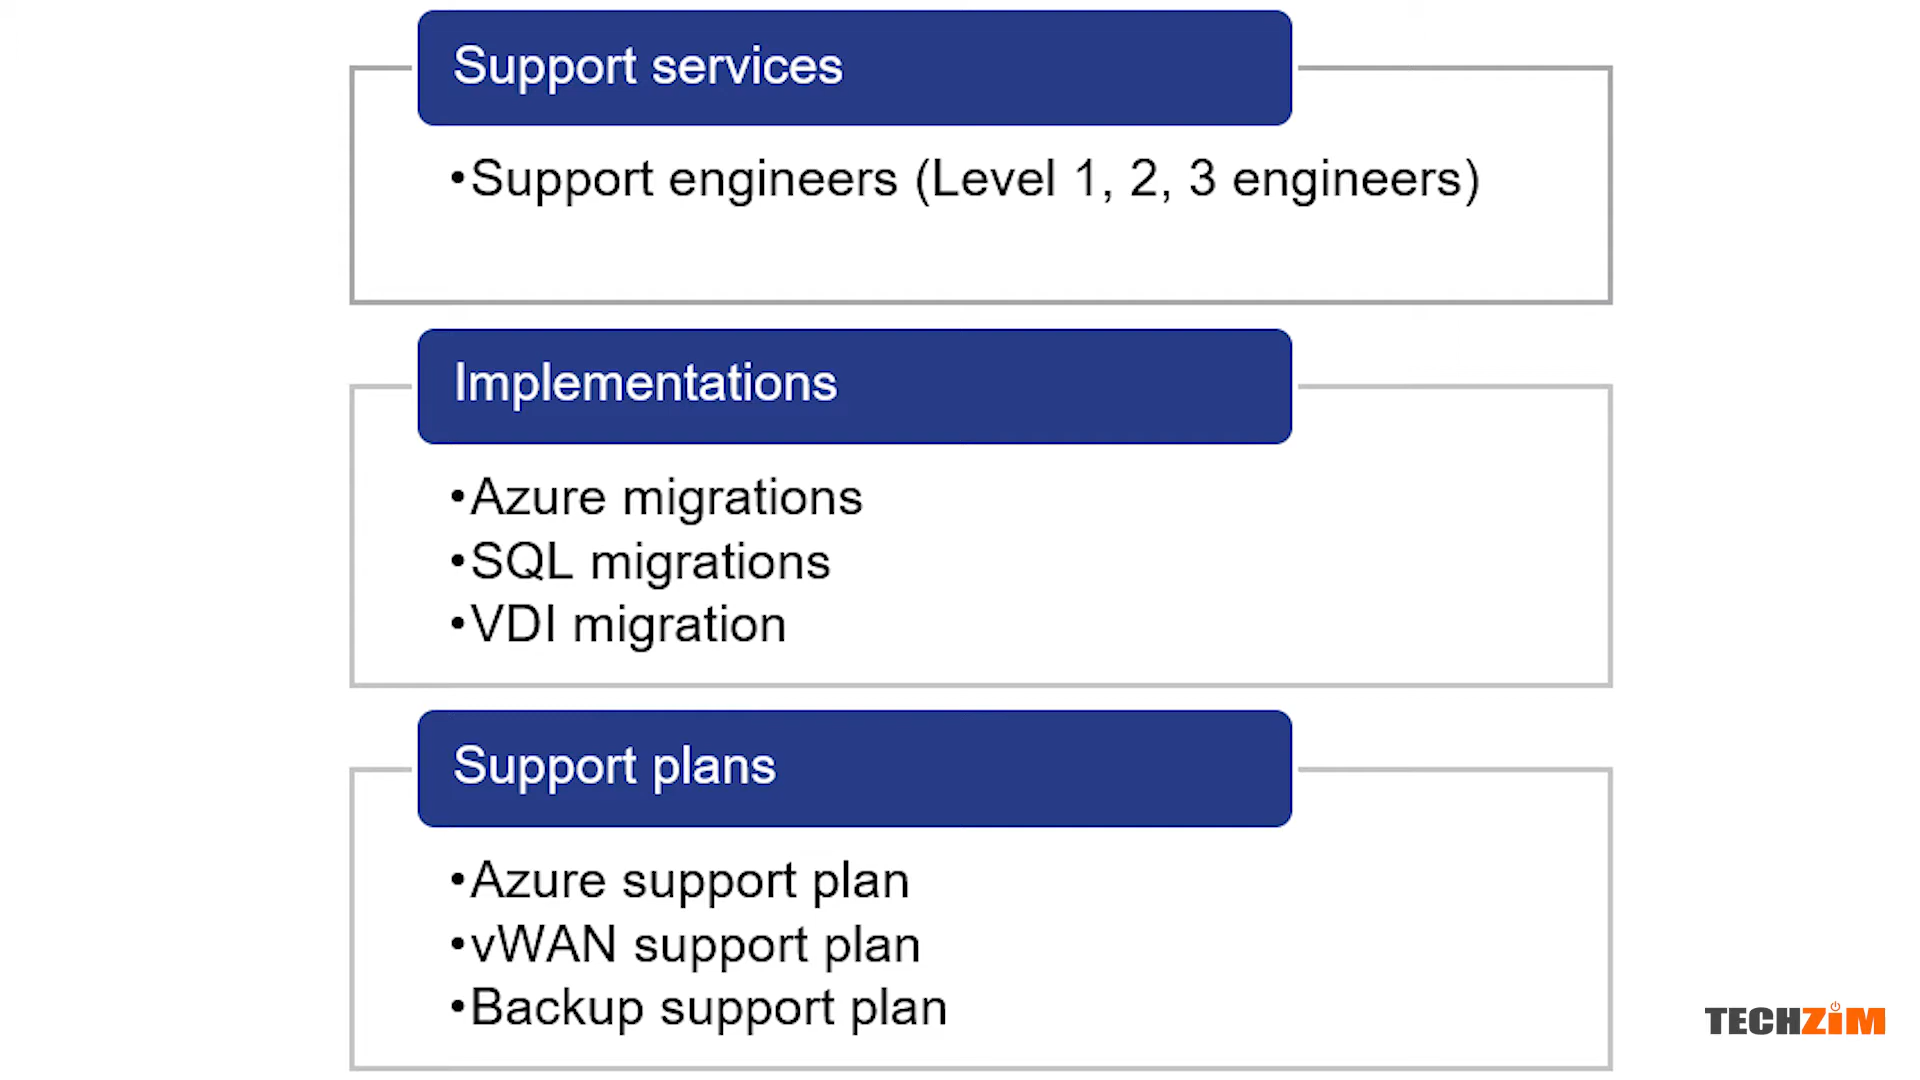 Support services
•Support engineers (Level 1, 2, 3 engineers)
Implementations
•Azure migrations
•SQL migrations
•VDI migration
Support plans
•Azure support plan
•vWAN support plan
•Backup support plan
TECHZiM